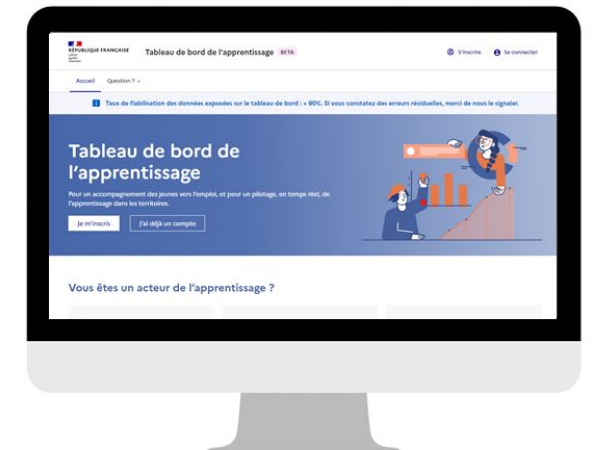 RÉPUBLIQUE FRANÇAISE
Tableau de bord de l'apprentissage BETA
S'inscrire
Se connecter
Accueil
Question ?
Taux de fiabilisation des données exposées sur le tableau de bord : + 90%. Si vous constatez des erreurs résiduelles, merci de nous le signaler.
Tableau de bord de
l'apprentissage
Pour un accompagnement des jeunes vers l'emploi, et pour un pilotage, en temps réel, de
l'apprentissage dans les territoires.
Je m'inscris
J'ai déjà un compte
Vous êtes un acteur de l'apprentissage ?